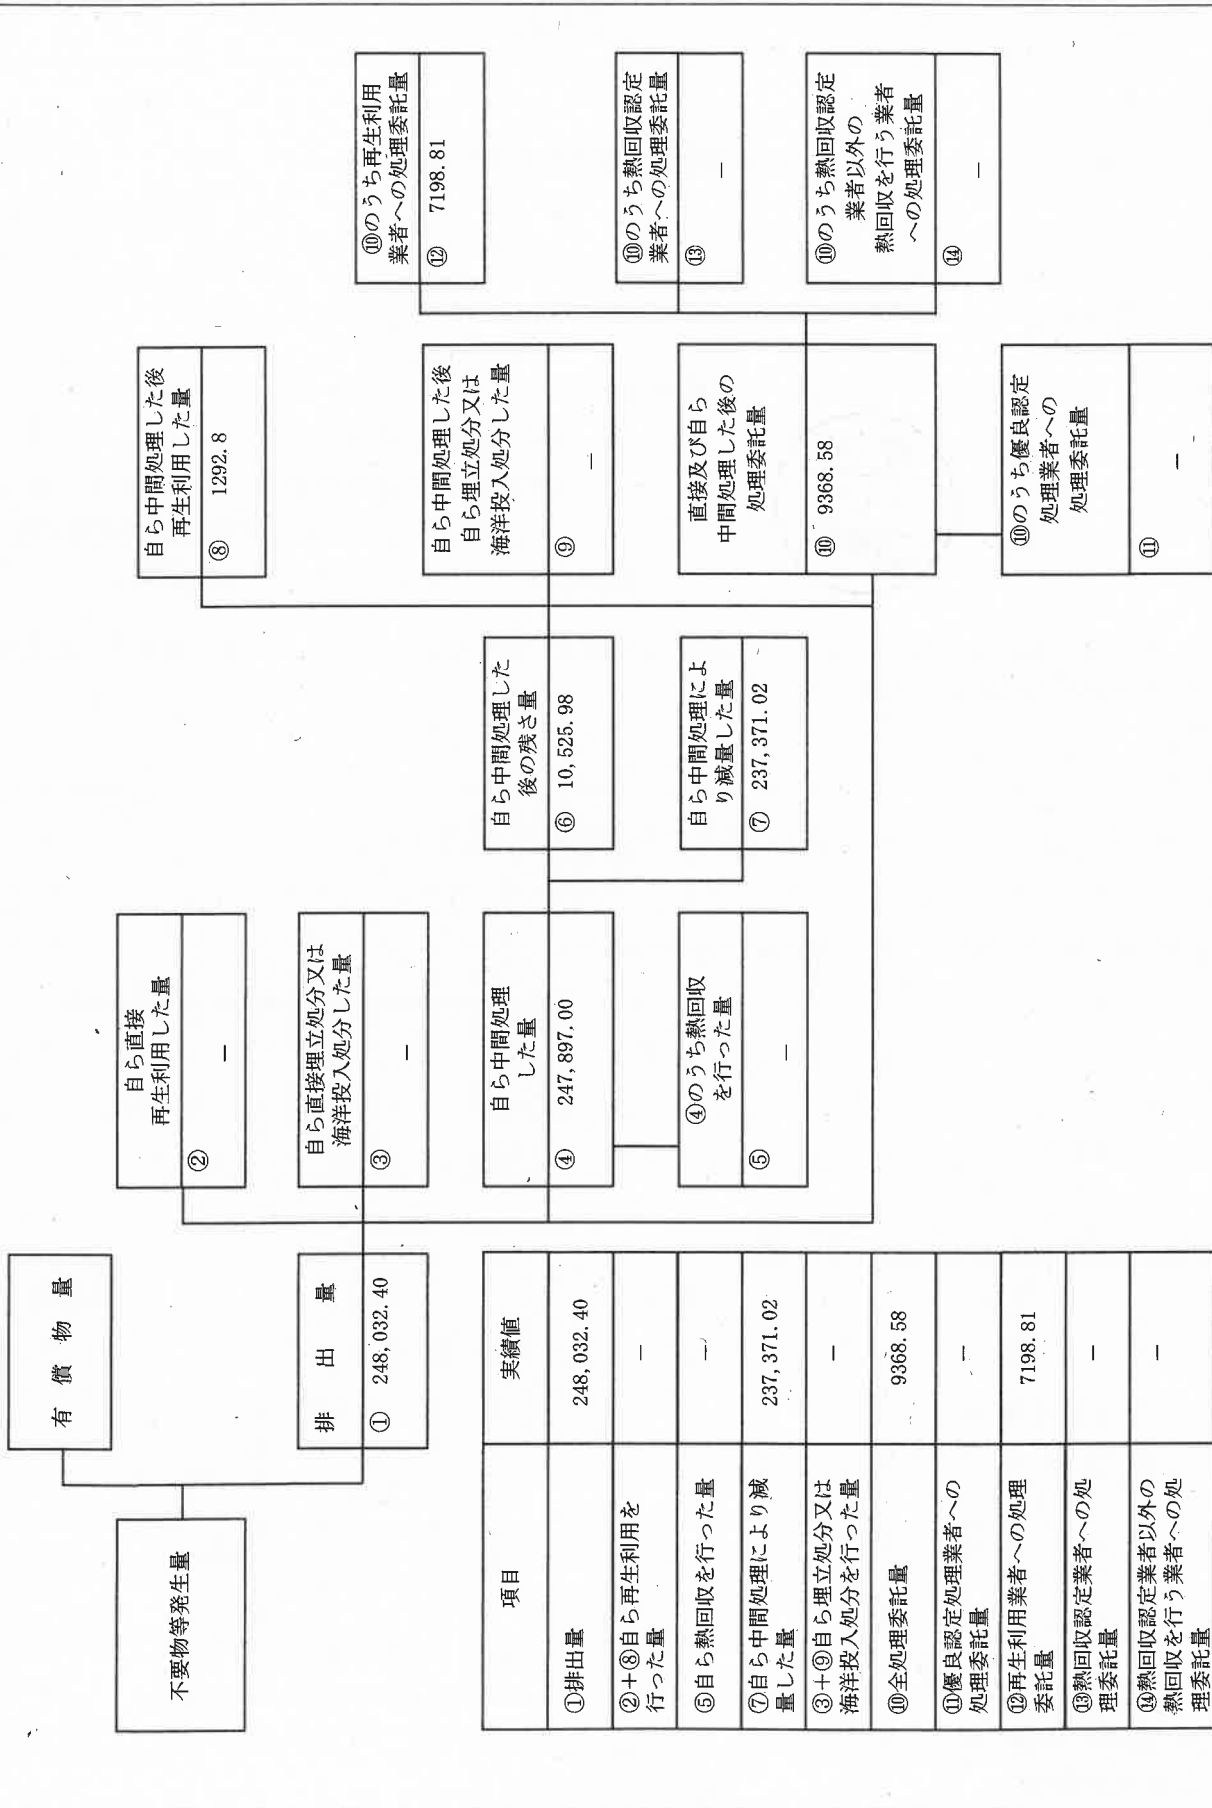 有償物量
不要物等発生量
排出量
① 248,032.40
自ら直接
再生利用した量
② －
自ら直接埋立処分又は
海洋投入処分した量
③ －
自ら中間処理
した量
④ 247,897.00
④のうち熱回収
を行った量
⑤ －
自ら中間処理した
後の残さ量
⑥ 10,525.98
自ら中間処理によ
り減量した量
⑦ 237,371.02
自ら中間処理した後
再生利用した量
⑧ 1292.8
自ら中間処理した後
自ら埋立処分又は
海洋投入処分した量
⑨ －
直接及び自ら
中間処理した後の
処理委託量
⑩ 9368.58
⑩のうち優良認定
処理業者への
処理委託量
⑪ －
⑩のうち再生利用
業者への処理委託量
⑫ 7198.81
⑩のうち熱回収認定
業者への処理委託量
⑬ －
⑩のうち熱回収認定
業者以外の
熱回収を行う業者
への処理委託量
⑭ －
項目 実績値
①排出量 248,032.40
②＋⑧自ら再生利用を
行った量 －
⑤自ら熱回収を行った量 －
⑦自ら中間処理により減
量した量 237,371.02
③＋⑨自ら埋立処分又は
海洋投入処分を行った量 －
⑩全処理委託量 9368.58
⑪優良認定処理業者への
処理委託量 －
⑫再生利用業者への処理
委託量 7198.81
⑬熱回収認定業者への処
理委託量 －
⑭熱回収認定業者以外の
熱回収を行う業者への処
理委託量 －